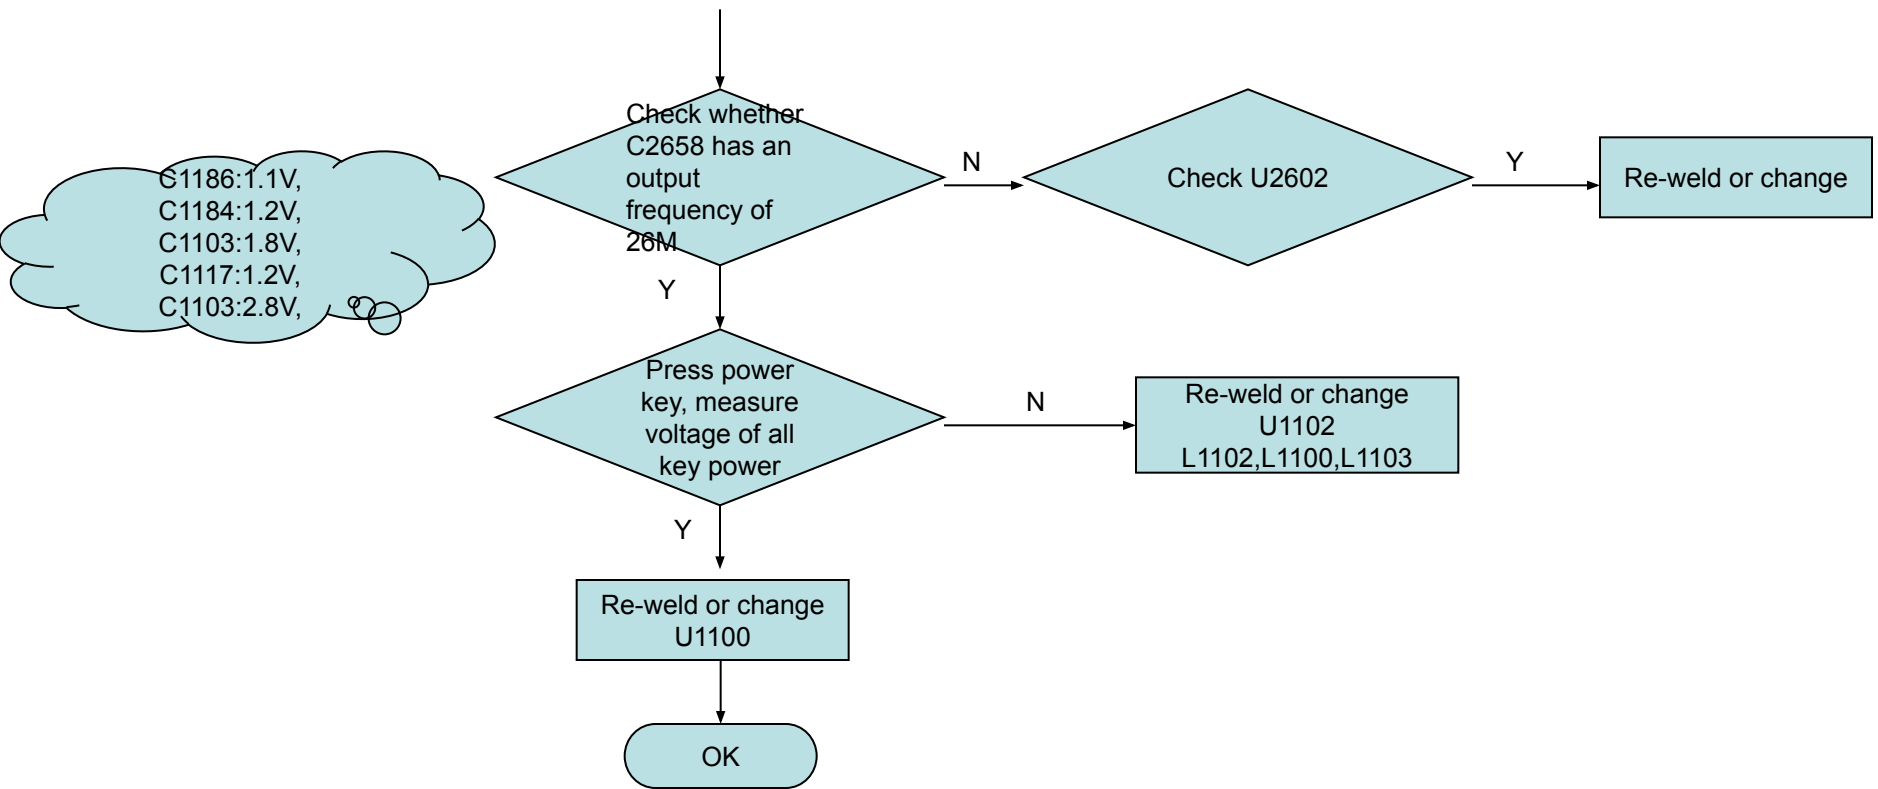 Check whether
C2658 has an
output
frequency of
26M
N
Check U2602
Y
Re-weld or change
C1186:1.1V,
C1184:1.2V,
C1103:1.8V,
C1117:1.2V,
C1103:2.8V,
Y
Press power
key, measure
voltage of all
key power
N
Re-weld or change
U1102
L1102,L1100,L1103
Y
Re-weld or change
U1100
OK